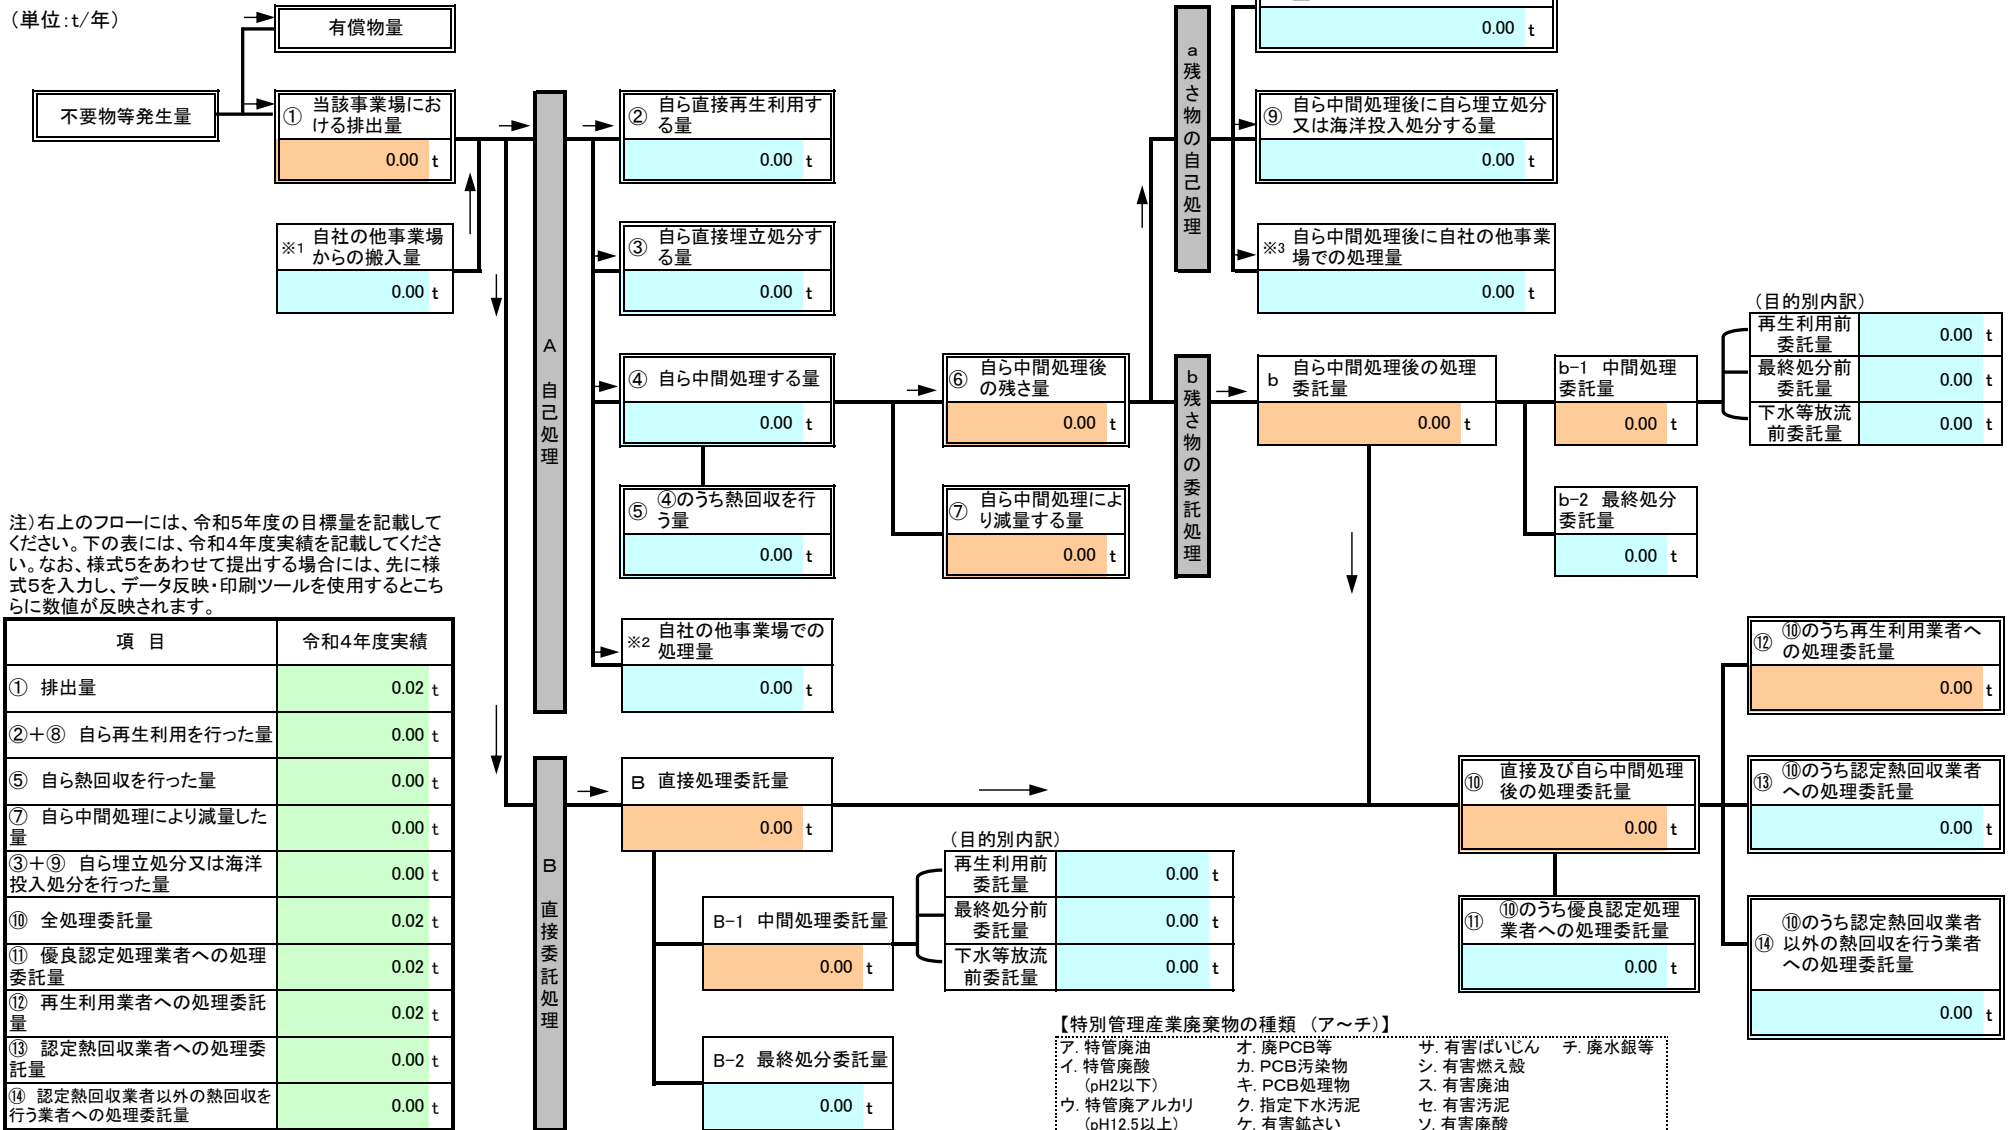 (単位:t/年)
有償物量
不要物等発生量
① 当該事業場にお
ける排出量
0.00 t
※1 自社の他事業場
からの搬入量
0.00 t
A 自己処理
② 自ら直接再生利用す
る量
0.00 t
③ 自ら直接埋立処分す
る量
0.00 t
④ 自ら中間処理する量
0.00 t
⑤ ④のうち熱回収を行
う量
0.00 t
※2 自社の他事業場での
処理量
0.00 t
⑥ 自ら中間処理後
の残さ量
0.00 t
⑦ 自ら中間処理によ
り減量する量
0.00 t
a 残さ物の自己処理
0.00 t
⑨ 自ら中間処理後に自ら埋立処分
又は海洋投入処分する量
0.00 t
※3 自ら中間処理後に自社の他事業
場での処理量
0.00 t
b 残さ物の委託処理
b 自ら中間処理後の処理
委託量
0.00 t
b-1 中間処理
委託量
0.00 t
(目的別内訳)
再生利用前
委託量
0.00 t
最終処分前
委託量
0.00 t
下水等放流
前委託量
0.00 t
b-2 最終処分
委託量
0.00 t
注)右上のフローには、令和5年度の目標量を記載して
ください。下の表には、令和4年度実績を記載してくださ
い。なお、様式5をあわせて提出する場合には、先に様
式5を入力し、データ反映・印刷ツールを使用するとこち
らに数値が反映されます。
項 目 令和4年度実績
① 排出量 0.02 t
②+⑧ 自ら再生利用を行った量 0.00 t
⑤ 自ら熱回収を行った量 0.00 t
⑦ 自ら中間処理により減量した
量 0.00 t
③+⑨ 自ら埋立処分又は海洋
投入処分を行った量 0.00 t
⑩ 全処理委託量 0.02 t
⑪ 優良認定処理業者への処理
委託量 0.02 t
⑫ 再生利用業者への処理委託
量 0.02 t
⑬ 認定熱回収業者への処理委
託量 0.00 t
⑭ 認定熱回収業者以外の熱回収を
行う業者への処理委託量 0.00 t
B 直接委託処理
B 直接処理委託量
0.00 t
B-1 中間処理委託量
0.00 t
(目的別内訳)
再生利用前
委託量
0.00 t
最終処分前
委託量
0.00 t
下水等放流
前委託量
0.00 t
B-2 最終処分委託量
0.00 t
⑩ 直接及び自ら中間処理
後の処理委託量
0.00 t
⑪ ⑩のうち優良認定処理
業者への処理委託量
0.00 t
⑫ ⑩のうち再生利用業者へ
の処理委託量
0.00 t
⑬ ⑩のうち認定熱回収業者
への処理委託量
0.00 t
⑭ ⑩のうち認定熱回収業者
以外の熱回収を行う業者
への処理委託量
0.00 t
【特別管理産業廃棄物の種類 (ア~チ)】
ア. 特管廃油 オ. 廃PCB等 サ. 有害ばいじん チ. 廃水銀等
イ. 特管廃酸 カ. PCB汚染物 シ. 有害燃え殻
(pH2以下) キ. PCB処理物 ス. 有害廃油
ウ. 特管廃アルカリ ク. 指定下水汚泥 セ. 有害汚泥
(pH12.5以上) ケ. 有害鉱さい ソ. 有害廃酸